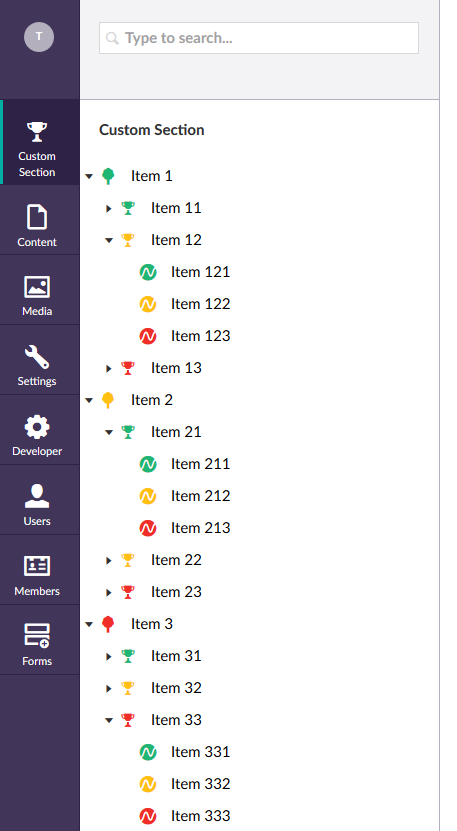 T
Type to search...
Custom
Section
Content
Media
Settings
Developer
Users
Members
Forms
Custom Section
Item 1
Item 11
Item 12
Item 121
Item 122
Item 123
Item 13
Item 2
Item 21
Item 211
Item 212
Item 213
Item 22
Item 23
Item 3
Item 31
Item 32
Item 33
Item 331
Item 332
Item 333